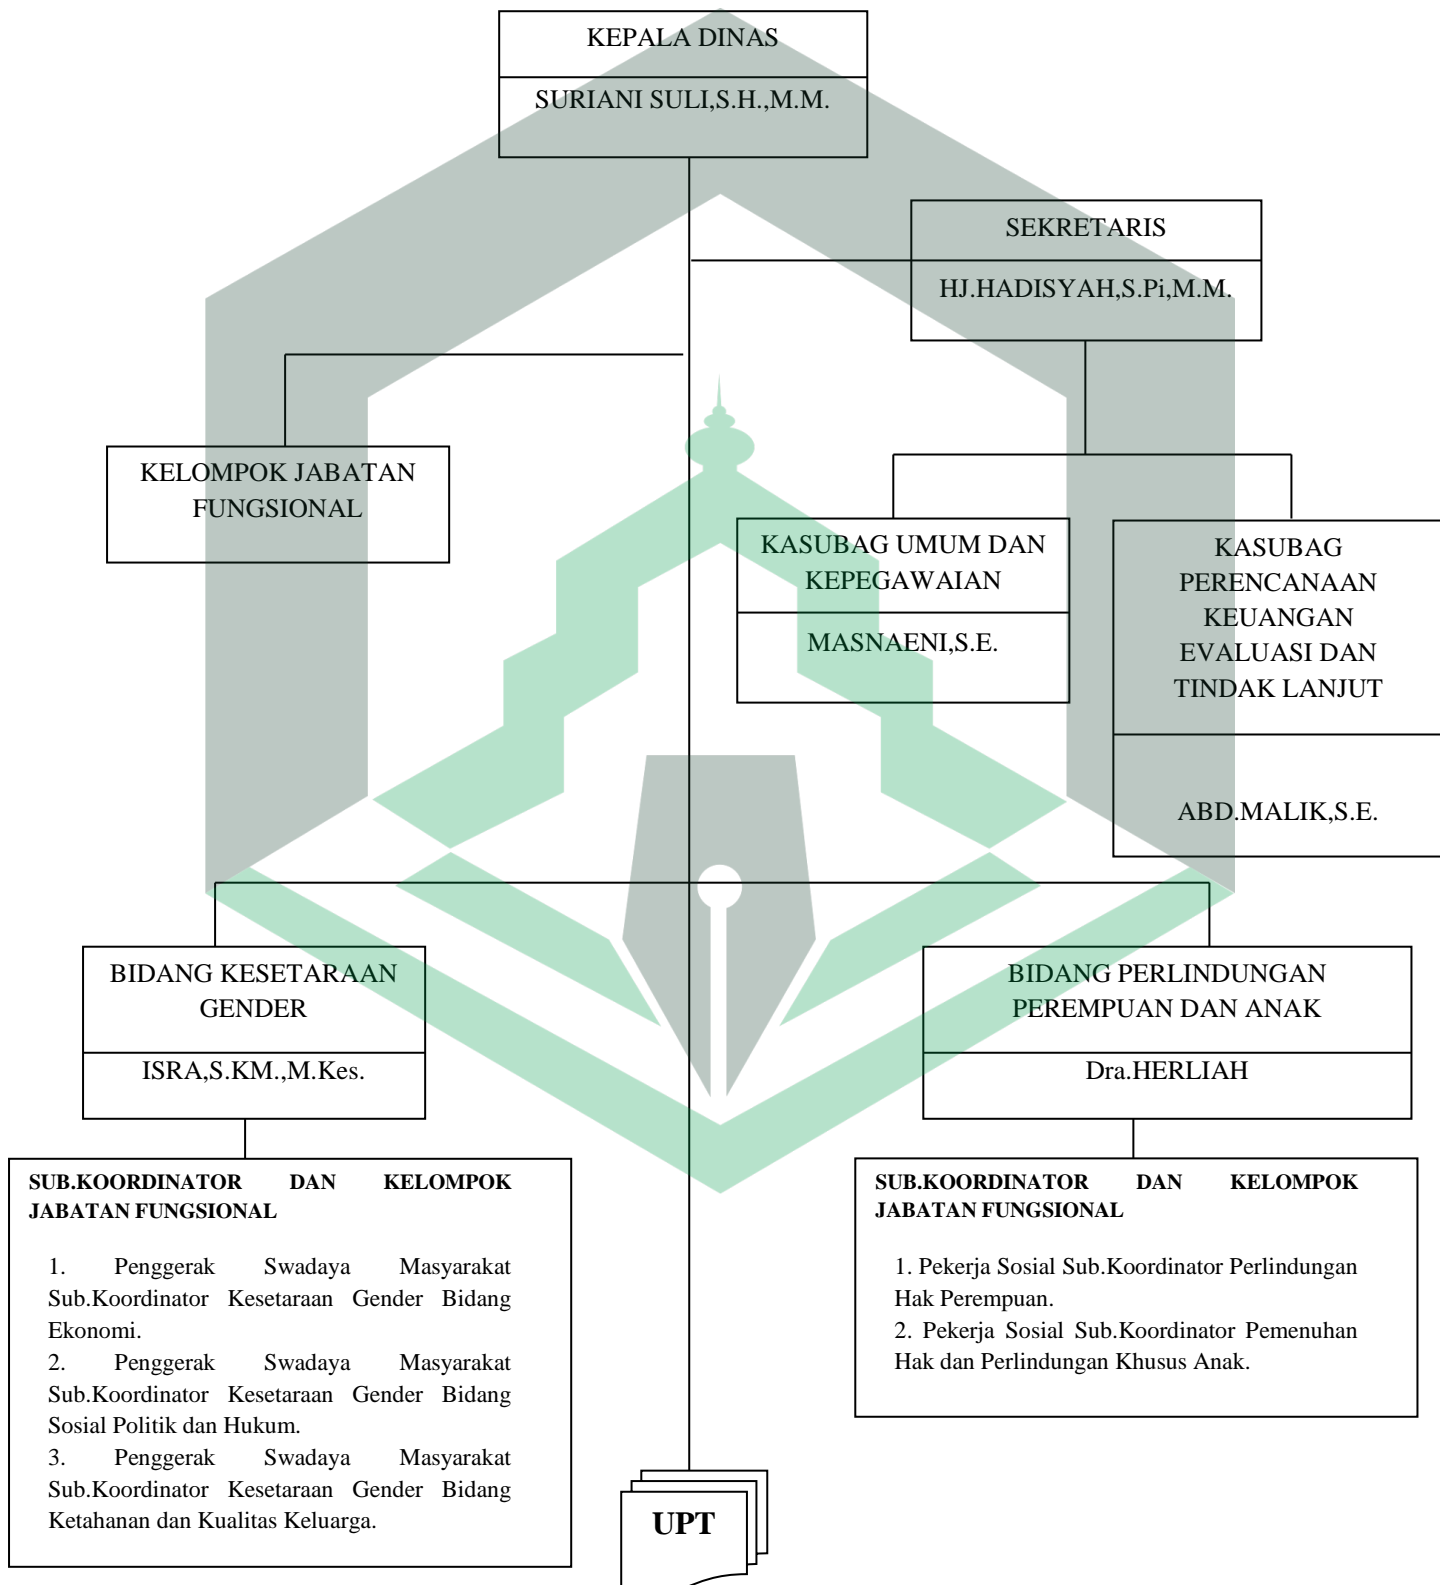 KEPALA DINAS
SURIANI SULI,S.H.,M.M.
SEKRETARIS
HJ.HADISYAH,S.Pi,M.M.
KELOMPOK JABATAN
FUNGSIONAL
KASUBAG UMUM DAN
KEPEGAWAIAN
MASNAENI,S.E.
KASUBAG
PERENCANAAN
KEUANGAN
EVALUASI DAN
TINDAK LANJUT
ABD.MALIK,S.E.
BIDANG KESETARAAN
GENDER
ISRA,S.KM.,M.Kes.
BIDANG PERLINDUNGAN
PEREMPUAN DAN ANAK
Dra.HERLIAH
SUB.KOORDINATOR DAN KELOMPOK
JABATAN FUNGSIONAL
1. Penggerak Swadaya Masyarakat
Sub.Koordinator Kesetaraan Gender Bidang
Ekonomi.
2. Penggerak Swadaya Masyarakat
Sub.Koordinator Kesetaraan Gender Bidang
Sosial Politik dan Hukum.
3. Penggerak Swadaya Masyarakat
Sub.Koordinator Kesetaraan Gender Bidang
Ketahanan dan Kualitas Keluarga.
SUB.KOORDINATOR DAN KELOMPOK
JABATAN FUNGSIONAL
1. Pekerja Sosial Sub.Koordinator Perlindungan
Hak Perempuan.
2. Pekerja Sosial Sub.Koordinator Pemenuhan
Hak dan Perlindungan Khusus Anak.
UPT